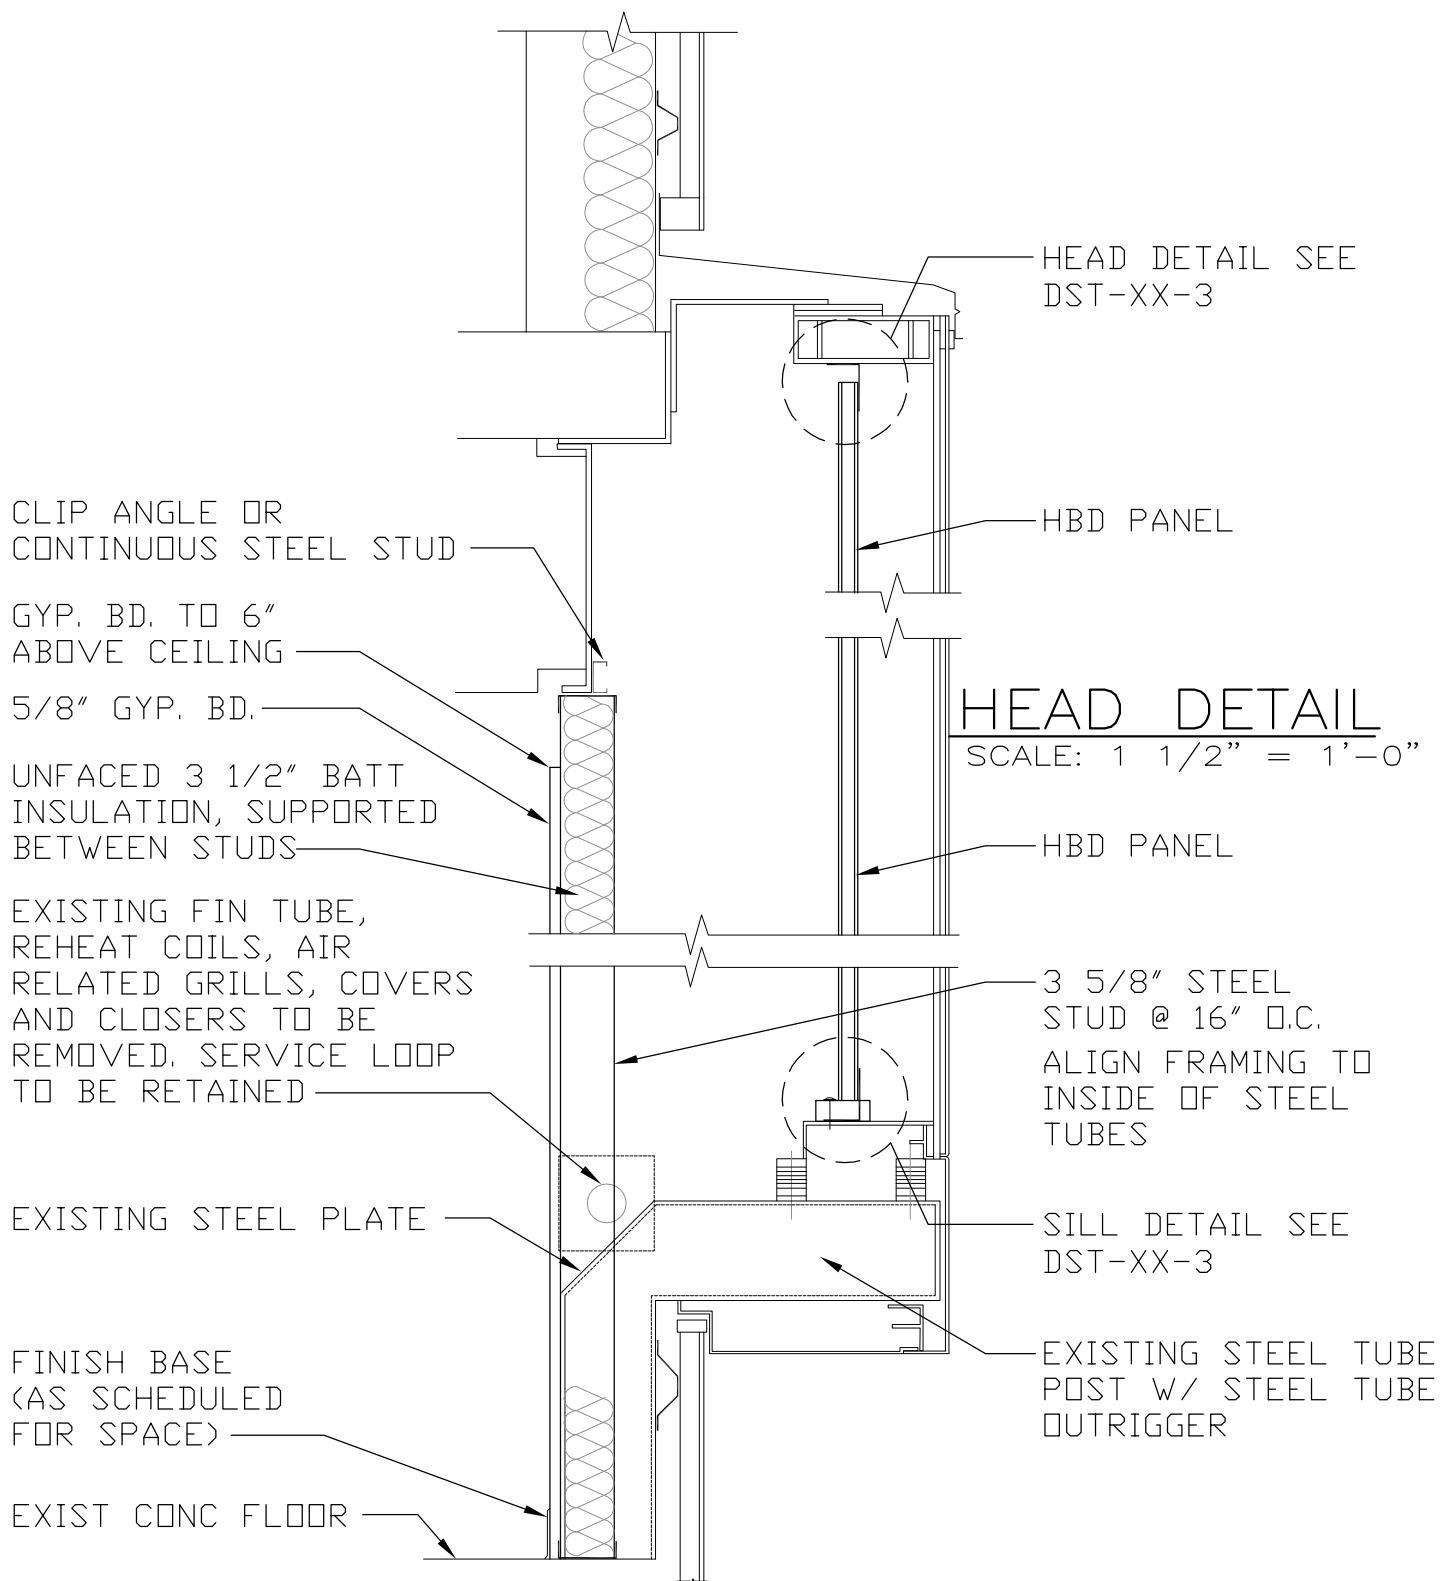 HEAD DETAIL SEE
DST-XX-3
CLIP ANGLE OR
CONTINUOUS STEEL STUD
HBD PANEL
GYP. BD. TO 6"
ABOVE CEILING
5/8" GYP. BD.
HEAD DETAIL
SCALE: 1 1/2" = 1'-0"
UNFACED 3 1/2" BATT
INSULATION, SUPPORTED
BETWEEN STUDS
HBD PANEL
EXISTING FIN TUBE,
REHEAT COILS, AIR
RELATED GRILLS, COVERS
AND CLOSERS TO BE
REMOVED. SERVICE LOOP
TO BE RETAINED
3 5/8" STEEL
STUD @ 16" O.C.
ALIGN FRAMING TO
INSIDE OF STEEL
TUBES
EXISTING STEEL PLATE
SILL DETAIL SEE
DST-XX-3
FINISH BASE
(AS SCHEDULED
FOR SPACE)
EXISTING STEEL TUBE
POST W/ STEEL TUBE
OUTRIGGER
EXIST CONC FLOOR